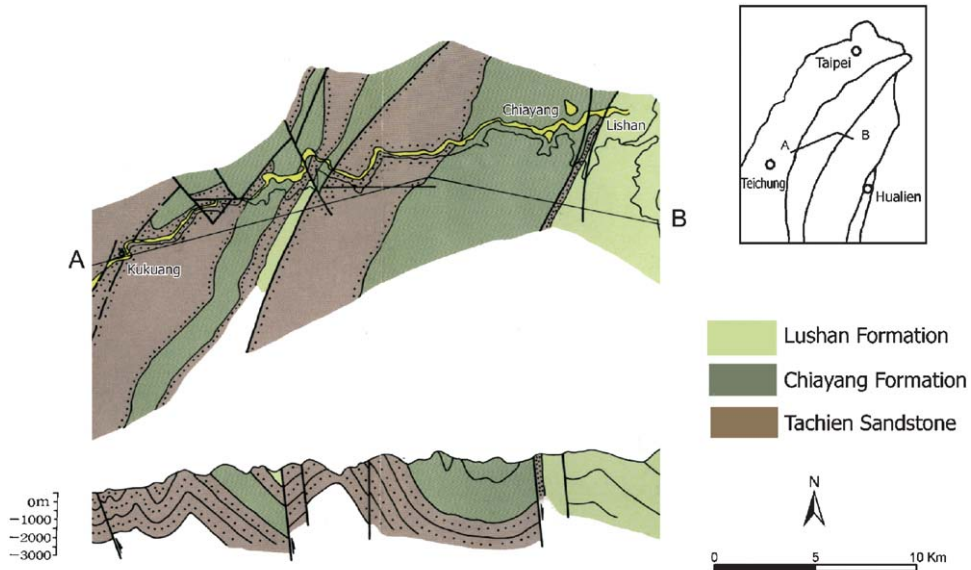 Taipei
A
B
Teichung
Hualien
Chiayang
Lishan
A
B
Kukuang
Lushan Formation
Chiayang Formation
Tachien Sandstone
0m
-1000
-2000
-3000
N
0 5 10 Km